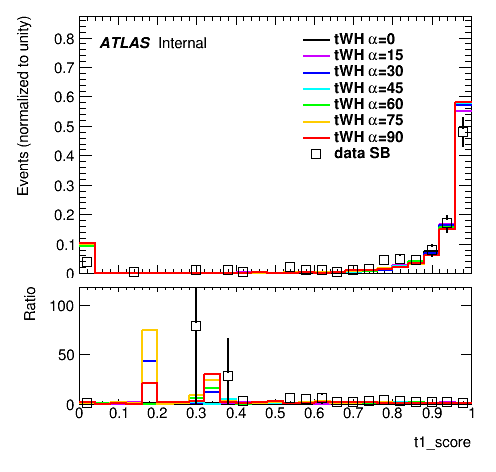 Events (normalized to unity)
0.8
0.7
0.6
0.5
0.4
0.3
0.2
0.1
0
ATLAS Internal
tWH α=0
tWH α=15
tWH α=30
tWH α=45
tWH α=60
tWH α=75
tWH α=90
data SB
Ratio
100
50
0
0 0.1 0.2 0.3 0.4 0.5 0.6 0.7 0.8 0.9 1
t1_score